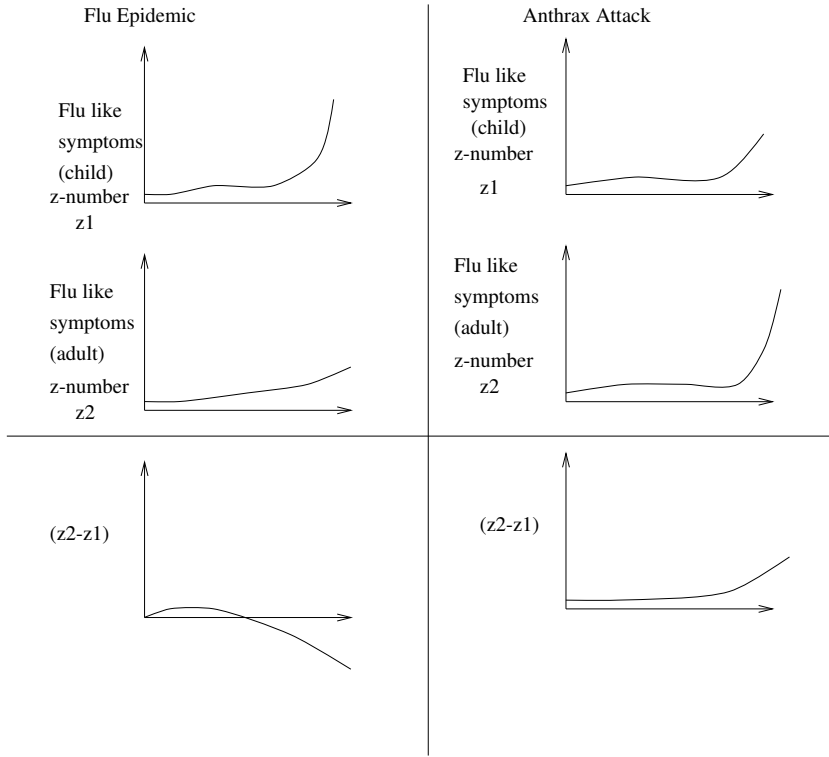 Flu Epidemic
Flu like
symptoms
(child)
z-number
z1
Flu like
symptoms
(adult)
z-number
z2
(z2-z1)
Anthrax Attack
Flu like
symptoms
(child)
z-number
z1
Flu like
symptoms
(adult)
z-number
z2
(z2-z1)